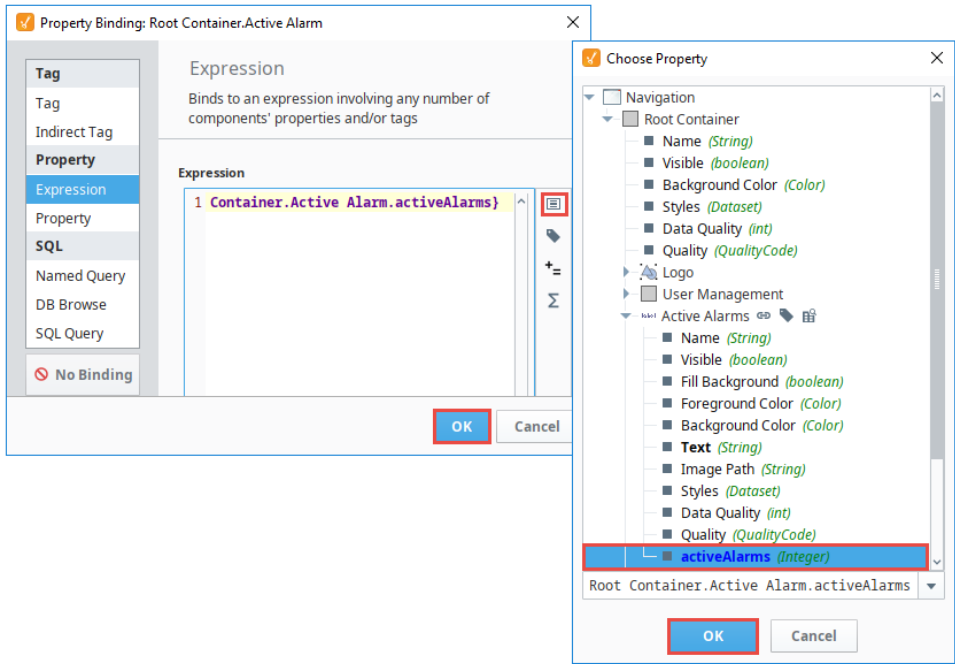 Property Binding: Root Container.Active Alarm
Tag
Tag
Indirect Tag
Property
Expression
Property
SQL
Named Query
DB Browse
SQL Query
No Binding
Expression
Binds to an expression involving any number of
components' properties and/or tags
Expression
1 Container.Active Alarm.activeAlarms}
OK
Cancel
Choose Property
Navigation
Root Container
Name (String)
Visible (boolean)
Background Color (Color)
Styles (Dataset)
Data Quality (int)
Quality (QualityCode)
Logo
User Management
Active Alarms
Name (String)
Visible (boolean)
Fill Background (boolean)
Foreground Color (Color)
Background Color (Color)
Text (String)
Image Path (String)
Styles (Dataset)
Data Quality (int)
Quality (QualityCode)
activeAlarms (Integer)
Root Container.Active Alarm.activeAlarms
OK
Cancel